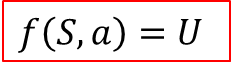 f(S, a) = U